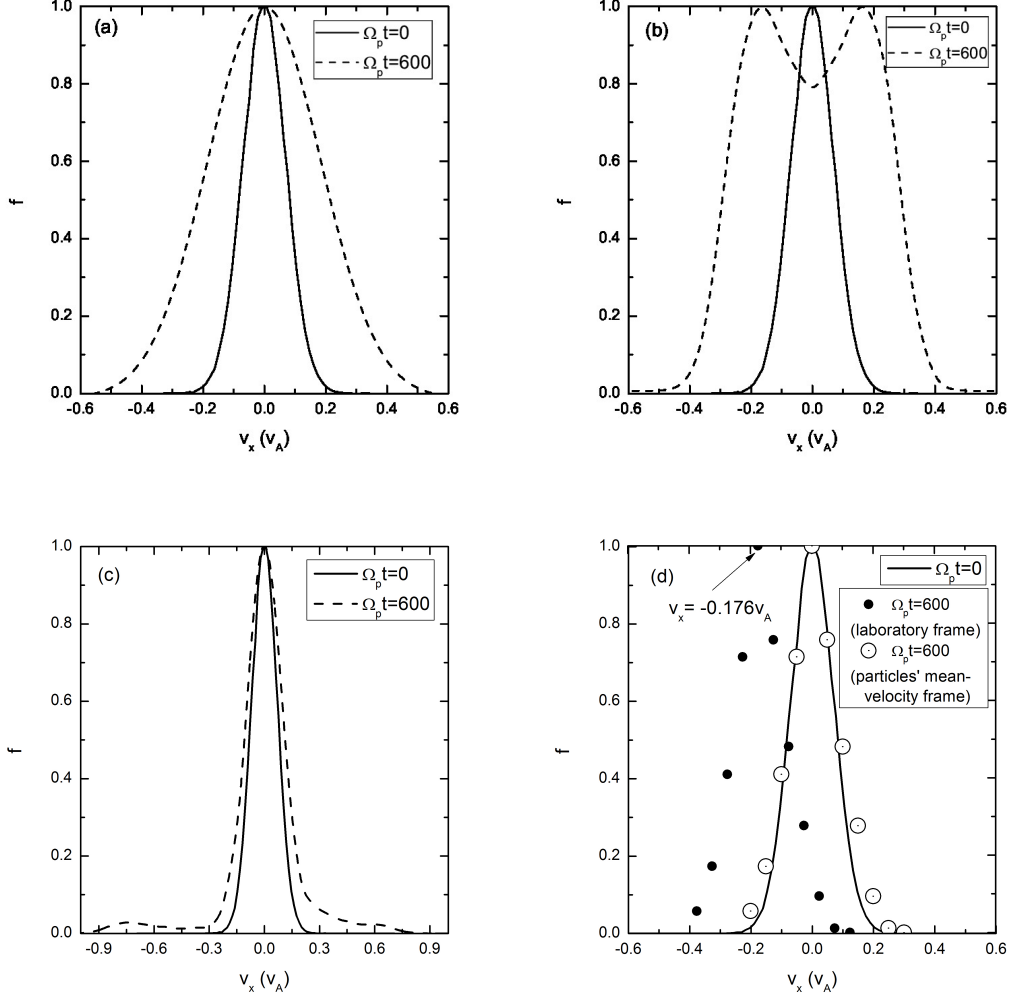 (a)
Ωpt=0
Ωpt=600
1.0
0.8
0.6
0.4
0.2
0.0
f
-0.6 -0.4 -0.2 0.0 0.2 0.4 0.6
vx (vA)
(b)
Ωpt=0
Ωpt=600
1.0
0.8
0.6
0.4
0.2
0.0
f
-0.6 -0.4 -0.2 0.0 0.2 0.4 0.6
vx (vA)
(c)
Ωpt=0
Ωpt=600
1.0
0.8
0.6
0.4
0.2
0.0
f
-0.9 -0.6 -0.3 0.0 0.3 0.6 0.9
vx (vA)
(d)
Ωpt=0
vx= -0.176vA
Ωpt=600
(laboratory frame)
Ωpt=600
(particles' mean-
velocity frame)
1.0
0.8
0.6
0.4
0.2
0.0
f
-0.6 -0.4 -0.2 0.0 0.2 0.4 0.6
vx (vA)